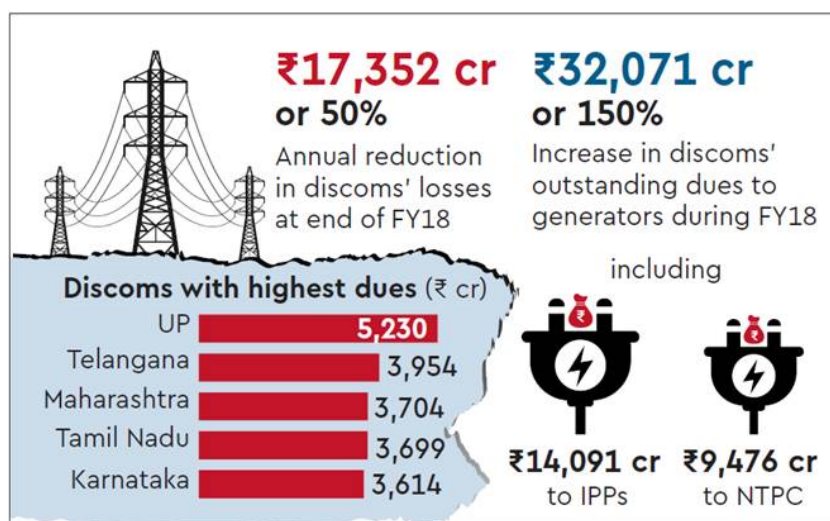 ₹17,352 cr
or 50%
Annual reduction
in discoms' losses
at end of FY18
₹32,071 cr
or 150%
Increase in discoms'
outstanding dues to
generators during FY18
including
₹
₹14,091 cr
to IPPs
₹
₹9,476 cr
to NTPC
Discoms with highest dues (₹ cr)
UP 5,230
Telangana 3,954
Maharashtra 3,704
Tamil Nadu 3,699
Karnataka 3,614